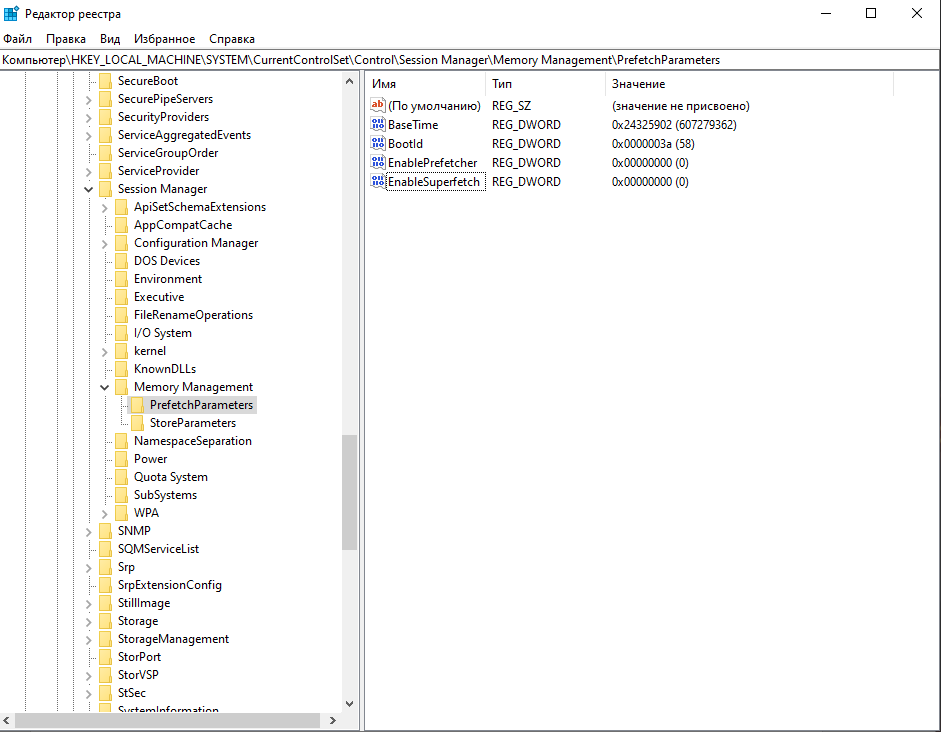 Редактор реестра
Файл Правка Вид Избранное Справка
Компьютер\HKEY_LOCAL_MACHINE\SYSTEM\CurrentControlSet\Control\Session Manager\Memory Management\PrefetchParameters
SecureBoot
SecurePipeServers
SecurityProviders
ServiceAggregatedEvents
ServiceGroupOrder
ServiceProvider
Session Manager
ApiSetSchemaExtensions
AppCompatCache
Configuration Manager
DOS Devices
Environment
Executive
FileRenameOperations
I/O System
kernel
KnownDLLs
Memory Management
PrefetchParameters
StoreParameters
NamespaceSeparation
Power
Quota System
SubSystems
WPA
SNMP
SQMServiceList
Srp
SrpExtensionConfig
StillImage
Storage
StorageManagement
StorPort
StorVSP
StSec
SystemInformation
Имя Тип Значение
ab (По умолчанию) REG_SZ (значение не присвоено)
BaseTime REG_DWORD 0x24325902 (607279362)
BootId REG_DWORD 0x0000003a (58)
EnablePrefetcher REG_DWORD 0x00000000 (0)
EnableSuperfetch REG_DWORD 0x00000000 (0)